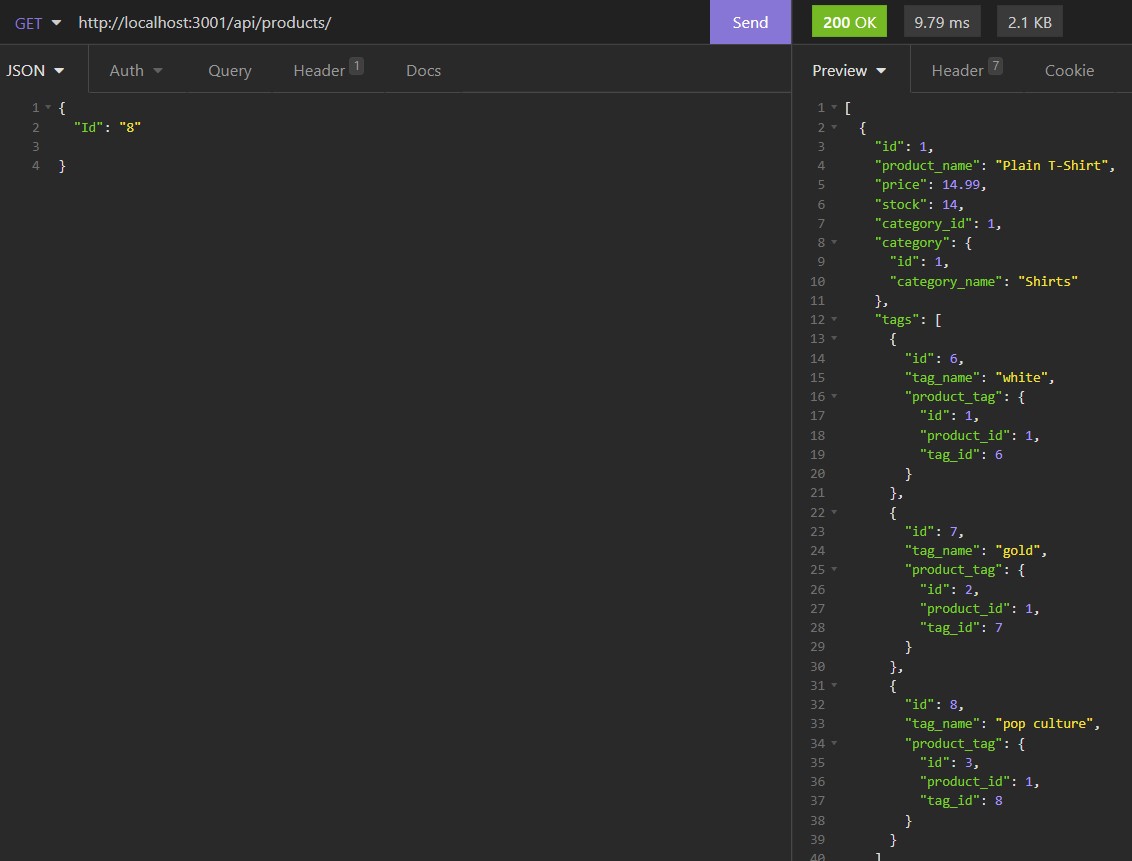 GET http://localhost:3001/api/products/ Send 200 OK 9.79 ms 2.1 KB
JSON Auth Query Header 1 Docs Preview Header 7 Cookie
1 {
2 "Id": "8"
3
4 }
1 [
2 {
3 "id": 1,
4 "product_name": "Plain T-Shirt",
5 "price": 14.99,
6 "stock": 14,
7 "category_id": 1,
8 "category": {
9 "id": 1,
10 "category_name": "Shirts"
11 },
12 "tags": [
13 {
14 "id": 6,
15 "tag_name": "white",
16 "product_tag": {
17 "id": 1,
18 "product_id": 1,
19 "tag_id": 6
20 }
21 },
22 {
23 "id": 7,
24 "tag_name": "gold",
25 "product_tag": {
26 "id": 2,
27 "product_id": 1,
28 "tag_id": 7
29 }
30 },
31 {
32 "id": 8,
33 "tag_name": "pop culture",
34 "product_tag": {
35 "id": 3,
36 "product_id": 1,
37 "tag_id": 8
38 }
39 }
40 ]